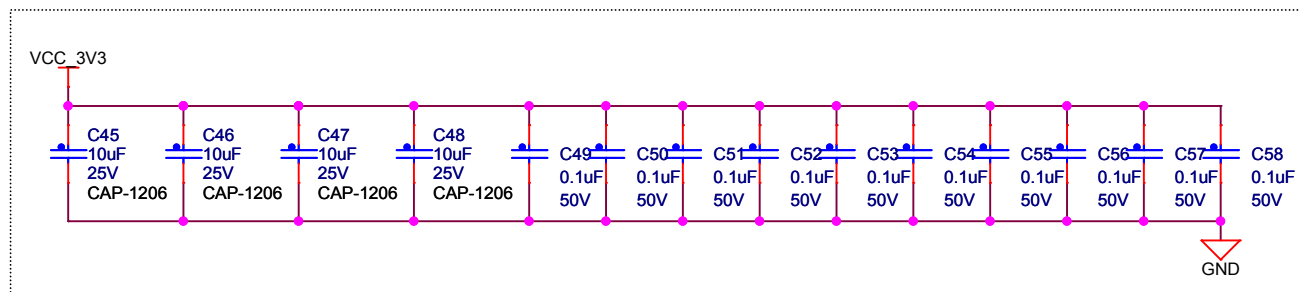 VCC_3V3
C45
10uF
25V
CAP-1206
C46
10uF
25V
CAP-1206
C47
10uF
25V
CAP-1206
C48
10uF
25V
CAP-1206
C49
0.1uF
50V
C50
0.1uF
50V
C51
0.1uF
50V
C52
0.1uF
50V
C53
0.1uF
50V
C54
0.1uF
50V
C55
0.1uF
50V
C56
0.1uF
50V
C57
0.1uF
50V
C58
0.1uF
50V
GND